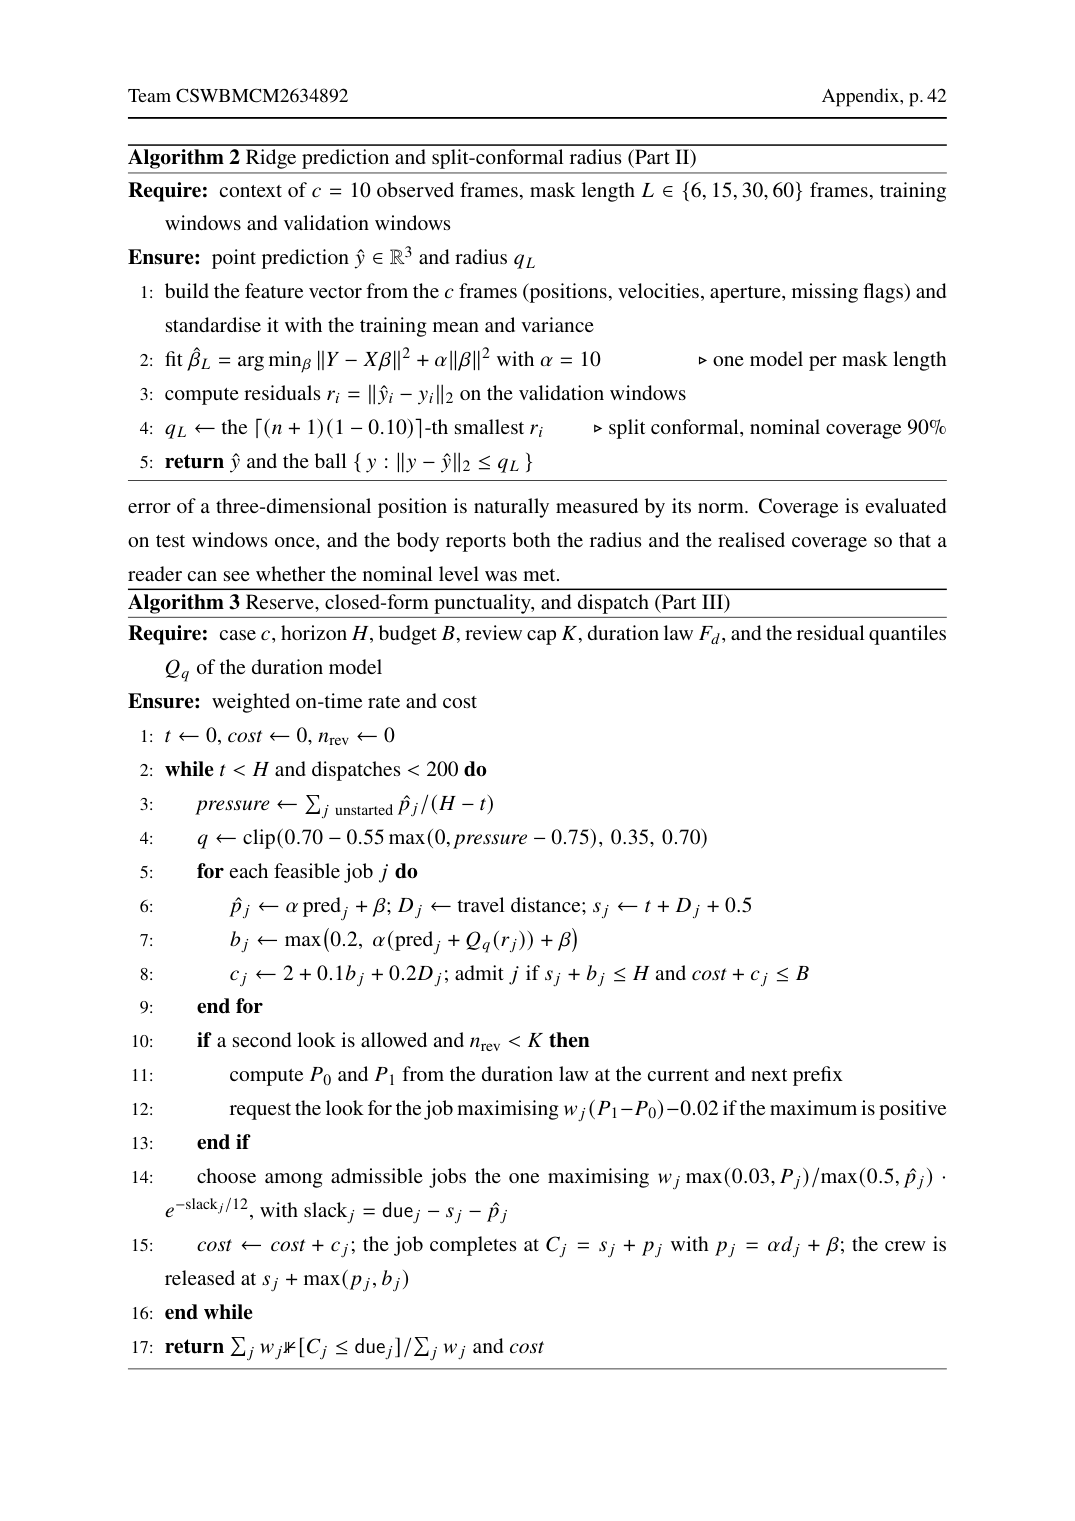 Team CSWBMCM2634892 Appendix, p. 42
Algorithm 2 Ridge prediction and split-conformal radius (Part II)
Require: context of c = 10 observed frames, mask length L ∈ {6, 15, 30, 60} frames, training
windows and validation windows
Ensure: point prediction ŷ ∈ ℝ³ and radius q_L
1: build the feature vector from the c frames (positions, velocities, aperture, missing flags) and
standardise it with the training mean and variance
2: fit β̂_L = arg min_β ‖Y − Xβ‖² + α‖β‖² with α = 10 ▹ one model per mask length
3: compute residuals r_i = ‖ŷ_i − y_i‖₂ on the validation windows
4: q_L ← the ⌈(n + 1)(1 − 0.10)⌉-th smallest r_i ▹ split conformal, nominal coverage 90%
5: return ŷ and the ball { y : ‖y − ŷ‖₂ ≤ q_L }
error of a three-dimensional position is naturally measured by its norm. Coverage is evaluated
on test windows once, and the body reports both the radius and the realised coverage so that a
reader can see whether the nominal level was met.
Algorithm 3 Reserve, closed-form punctuality, and dispatch (Part III)
Require: case c, horizon H, budget B, review cap K, duration law F_d, and the residual quantiles
Q_q of the duration model
Ensure: weighted on-time rate and cost
1: t ← 0, cost ← 0, n_rev ← 0
2: while t < H and dispatches < 200 do
3: pressure ← ∑_{j unstarted} p̂_j/(H − t)
4: q ← clip(0.70 − 0.55 max(0, pressure − 0.75), 0.35, 0.70)
5: for each feasible job j do
6: p̂_j ← α pred_j + β; D_j ← travel distance; s_j ← t + D_j + 0.5
7: b_j ← max(0.2, α(pred_j + Q_q(r_j)) + β)
8: c_j ← 2 + 0.1b_j + 0.2D_j; admit j if s_j + b_j ≤ H and cost + c_j ≤ B
9: end for
10: if a second look is allowed and n_rev < K then
11: compute P₀ and P₁ from the duration law at the current and next prefix
12: request the look for the job maximising w_j(P₁−P₀)−0.02 if the maximum is positive
13: end if
14: choose among admissible jobs the one maximising w_j max(0.03, P_j)/max(0.5, p̂_j) ·
e^{−slack_j/12}, with slack_j = due_j − s_j − p̂_j
15: cost ← cost + c_j; the job completes at C_j = s_j + p_j with p_j = αd_j + β; the crew is
released at s_j + max(p_j, b_j)
16: end while
17: return ∑_j w_j⊮[C_j ≤ due_j]/∑_j w_j and cost